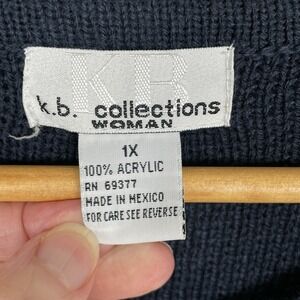 KB
k.b. collections
WOMAN
1X
100% ACRYLIC
RN 69377
MADE IN MEXICO
FOR CARE SEE REVERSE